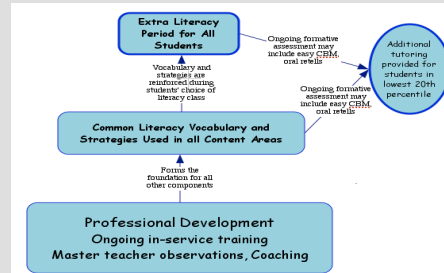 Extra Literacy
Period for All
Students
Ongoing formative
assessment may
include easy CBM,
oral retells
Additional
tutoring
provided for
students in
lowest 20th
percentile
Vocabulary and
strategies are
reinforced during
students' choice of
literacy class
Ongoing formative
assessment may
include easy CBM,
oral retells
Common Literacy Vocabulary and
Strategies Used in all Content Areas
Forms the
foundation for all
other components
Professional Development
Ongoing in-service training
Master teacher observations, Coaching